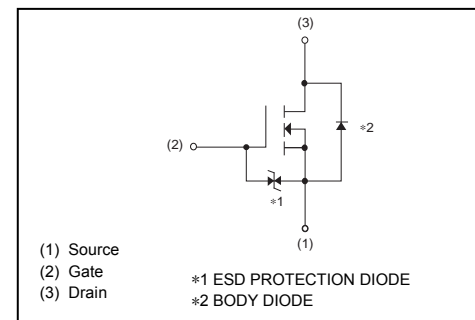 (3)
(2)
∗2
∗1
(1)
(1) Source
(2) Gate
(3) Drain
∗1 ESD PROTECTION DIODE
∗2 BODY DIODE